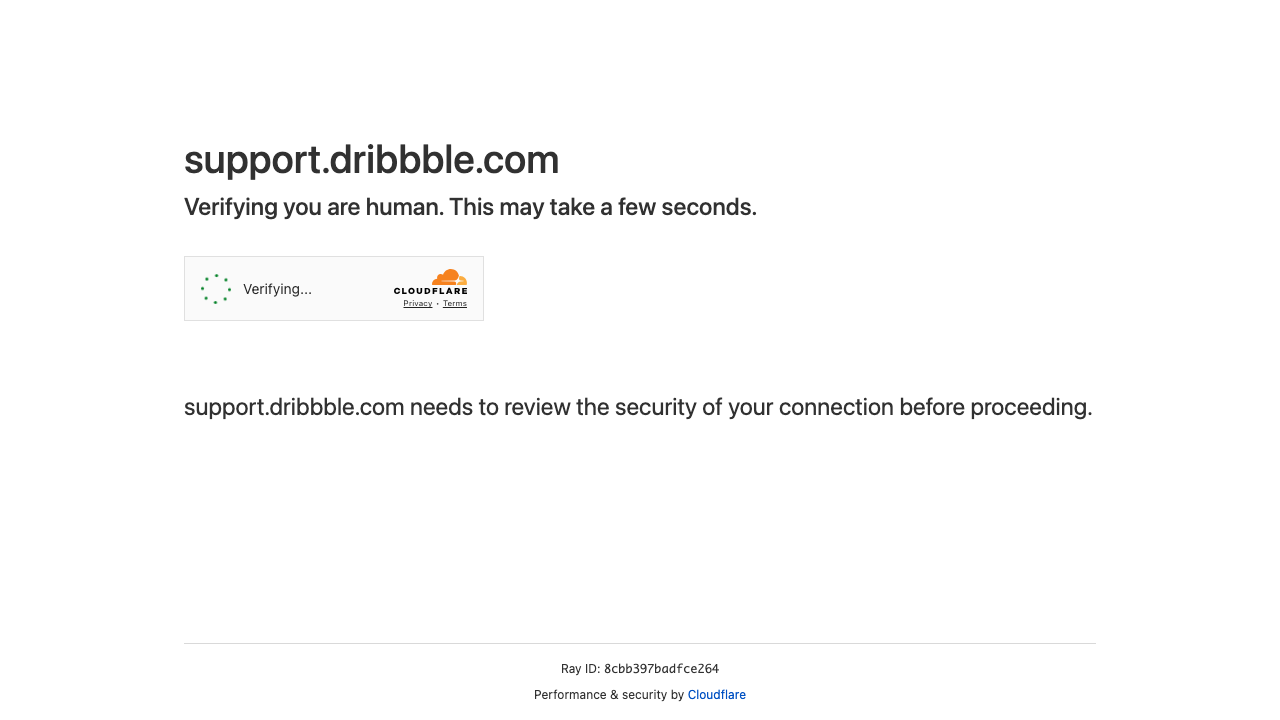 support.dribbble.com
Verifying you are human. This may take a few seconds.
Verifying...
CLOUDFLARE
Privacy • Terms
support.dribbble.com needs to review the security of your connection before proceeding.
Ray ID: 8cbb397badfce264
Performance & security by Cloudflare